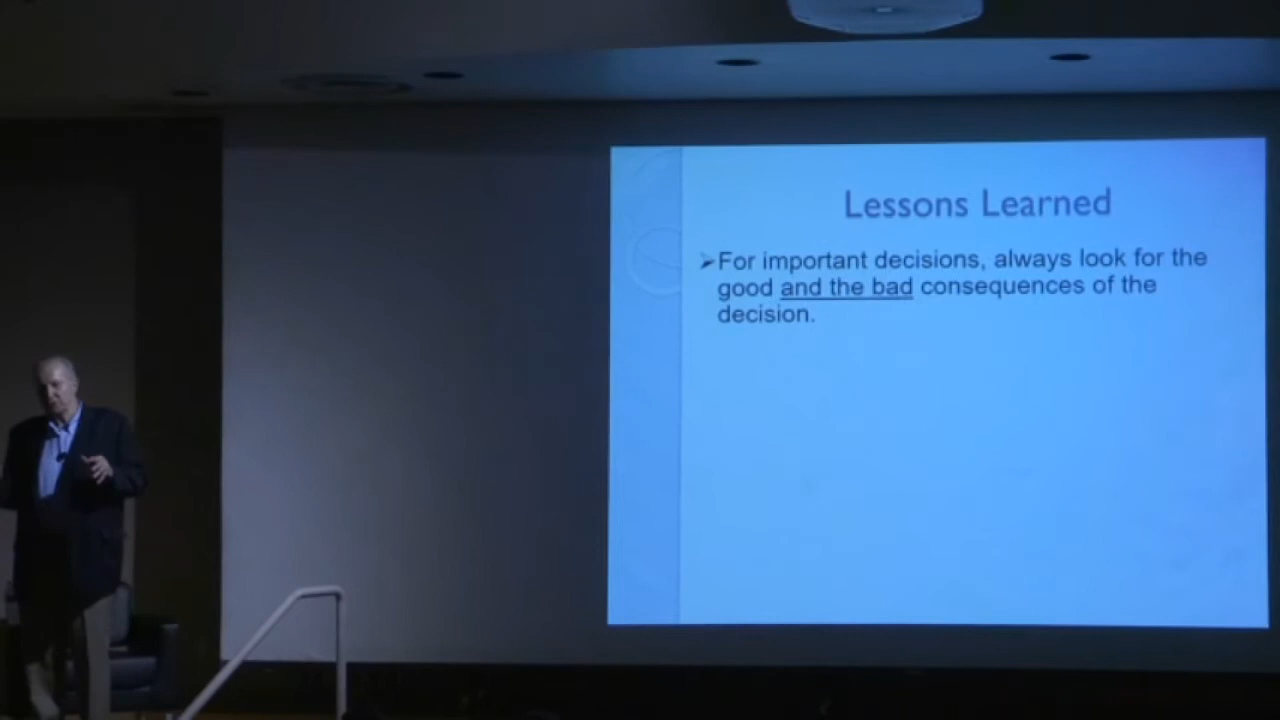 Lessons Learned
➢For important decisions, always look for the
good and the bad consequences of the
decision.